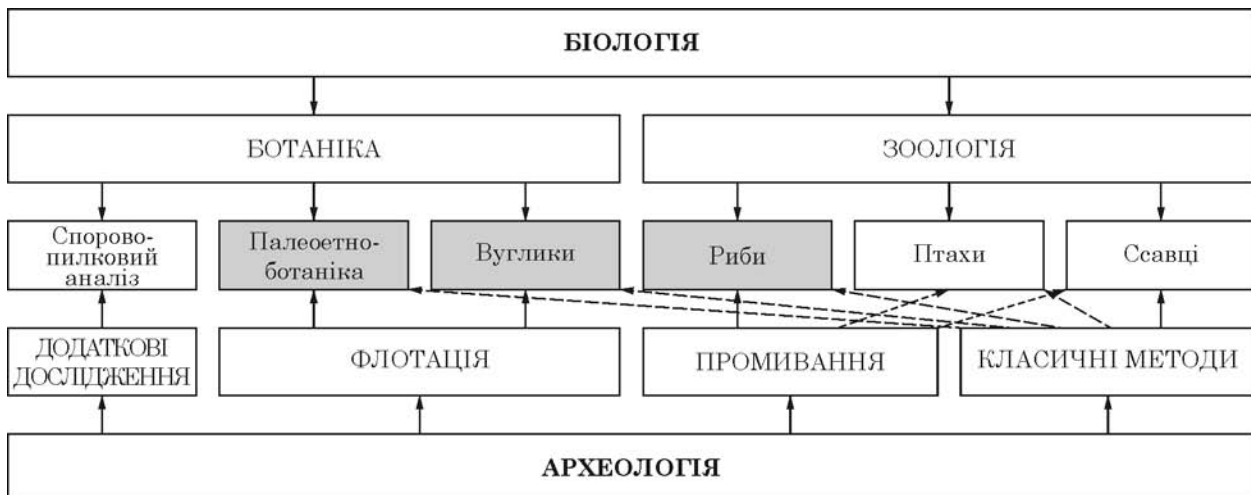 БІОЛОГІЯ
БОТАНІКА
ЗООЛОГІЯ
Спорово-
пилковий
аналіз
Палеоетно-
ботаніка
Вуглики
Риби
Птахи
Ссавці
ДОДАТКОВІ
ДОСЛІДЖЕННЯ
ФЛОТАЦІЯ
ПРОМИВАННЯ
КЛАСИЧНІ МЕТОДИ
АРХЕОЛОГІЯ